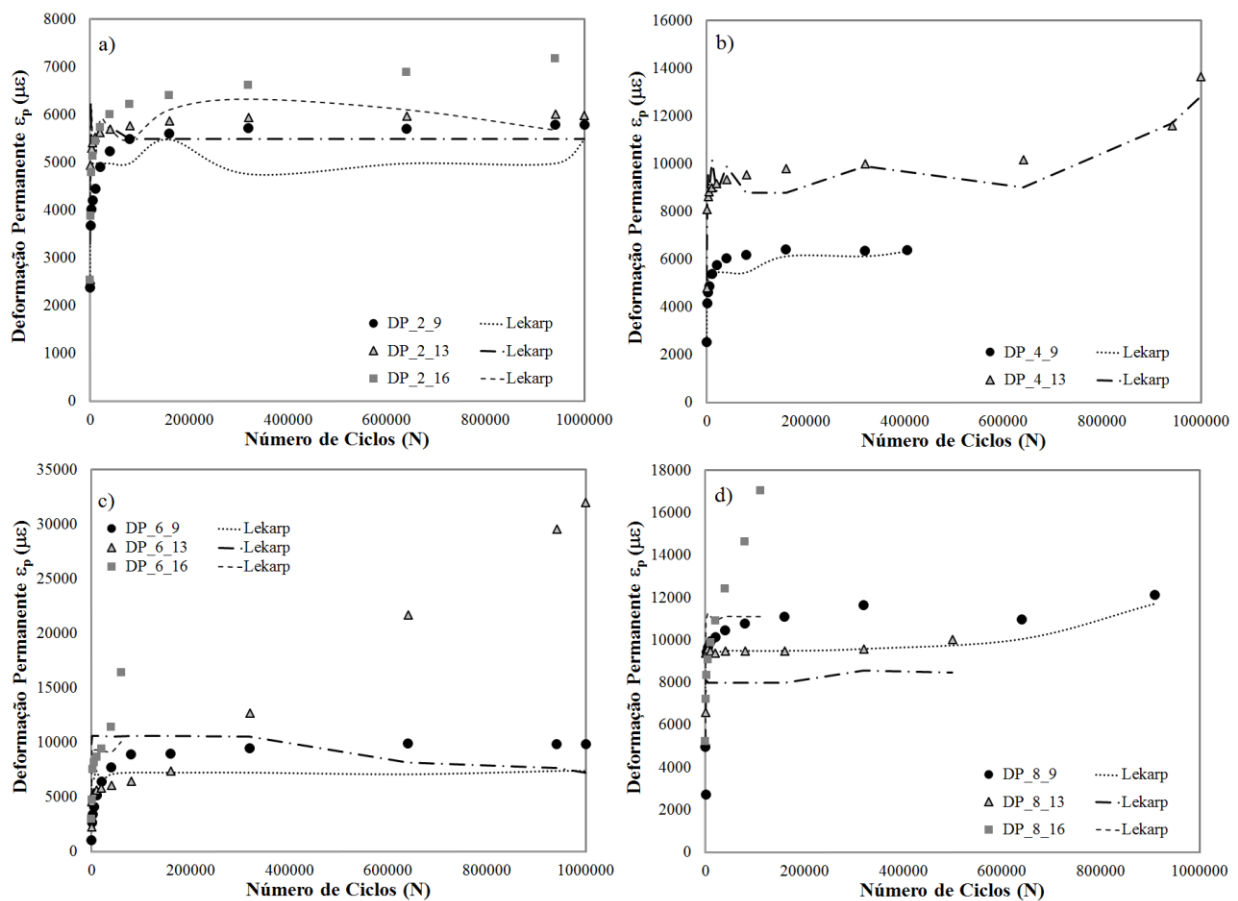 a)
8000
7000
6000
5000
4000
3000
2000
1000
0
Deformação Permanente εp (µε)
DP_2_9 Lekarp
DP_2_13 Lekarp
DP_2_16 Lekarp
0 200000 400000 600000 800000 1000000
Número de Ciclos (N)
b)
16000
14000
12000
10000
8000
6000
4000
2000
0
Deformação Permanente εp (µε)
DP_4_9 Lekarp
DP_4_13 Lekarp
0 200000 400000 600000 800000 1000000
Número de Ciclos (N)
c)
35000
30000
25000
20000
15000
10000
5000
0
Deformação Permanente εp (µε)
DP_6_9 Lekarp
DP_6_13 Lekarp
DP_6_16 Lekarp
0 200000 400000 600000 800000 1000000
Número de Ciclos (N)
d)
18000
16000
14000
12000
10000
8000
6000
4000
2000
0
Deformação Permanente εp (µε)
DP_8_9 Lekarp
DP_8_13 Lekarp
DP_8_16 Lekarp
0 200000 400000 600000 800000 1000000
Número de Ciclos (N)